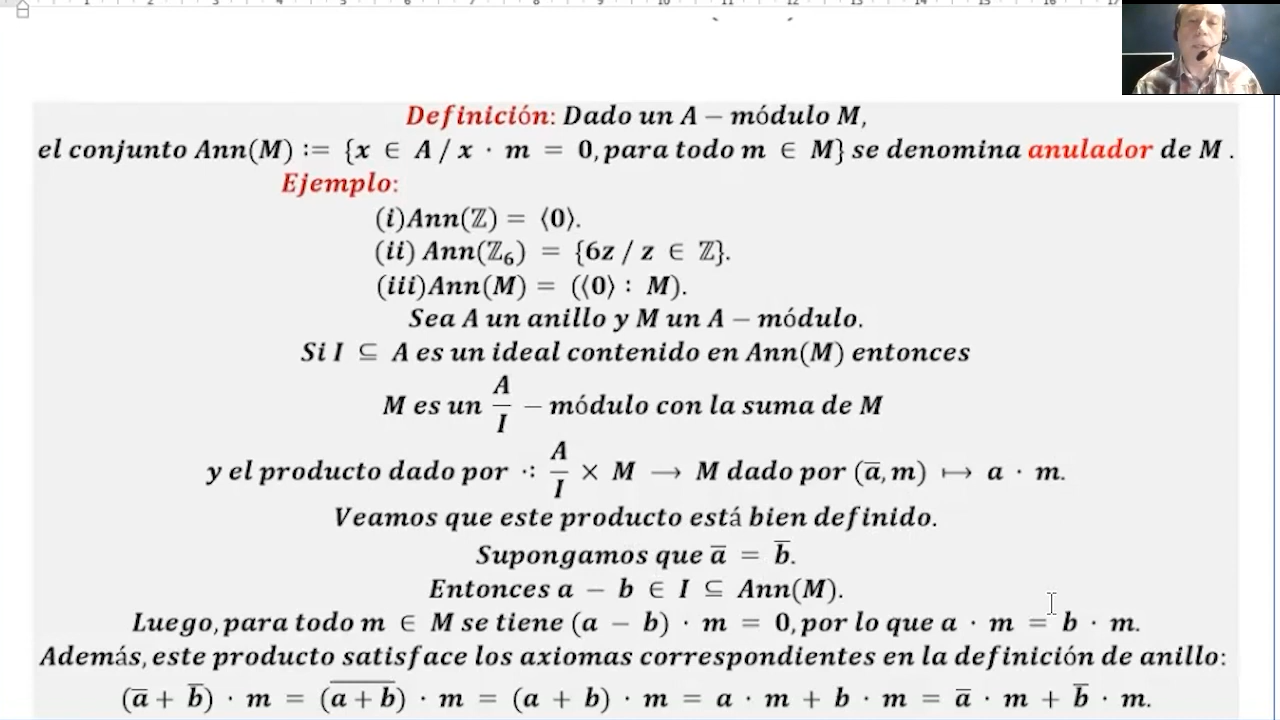 Definición: Dado un A − módulo M,
el conjunto Ann(M) := {x ∈ A / x · m = 0, para todo m ∈ M} se denomina anulador de M .
Ejemplo:
(i)Ann(ℤ) = ⟨0⟩.
(ii) Ann(ℤ₆) = {6z / z ∈ ℤ}.
(iii)Ann(M) = (⟨0⟩ : M).
Sea A un anillo y M un A − módulo.
Si I ⊆ A es un ideal contenido en Ann(M) entonces
M es un A/I − módulo con la suma de M
y el producto dado por ·: A/I × M ⟶ M dado por (a̅, m) ⟼ a · m.
Veamos que este producto está bien definido.
Supongamos que a̅ = b̅.
Entonces a − b ∈ I ⊆ Ann(M).
Luego, para todo m ∈ M se tiene (a − b) · m = 0, por lo que a · m = b · m.
Además, este producto satisface los axiomas correspondientes en la definición de anillo:
(a̅ + b̅) · m = (a̅ ̅+̅ ̅b̅) · m = (a + b) · m = a · m + b · m = a̅ · m + b̅ · m.